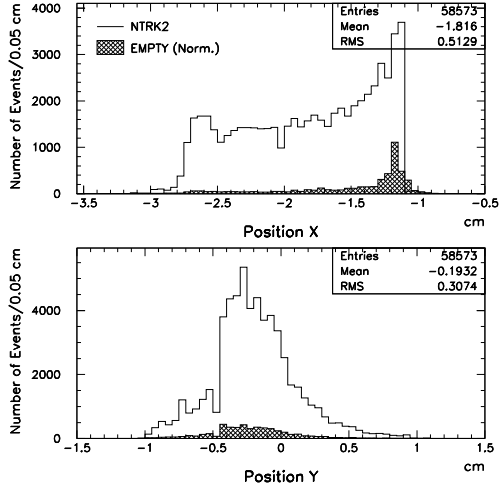 4000
3000
2000
1000
0
Number of Events/0.05 cm
NTRK2
EMPTY (Norm.)
Entries 58573
Mean −1.816
RMS 0.5129
−3.5 −3 −2.5 −2 −1.5 −1 −0.5
cm
Position X
4000
2000
0
Number of Events/0.05 cm
Entries 58573
Mean −0.1932
RMS 0.3074
−1.5 −1 −0.5 0 0.5 1 1.5
cm
Position Y